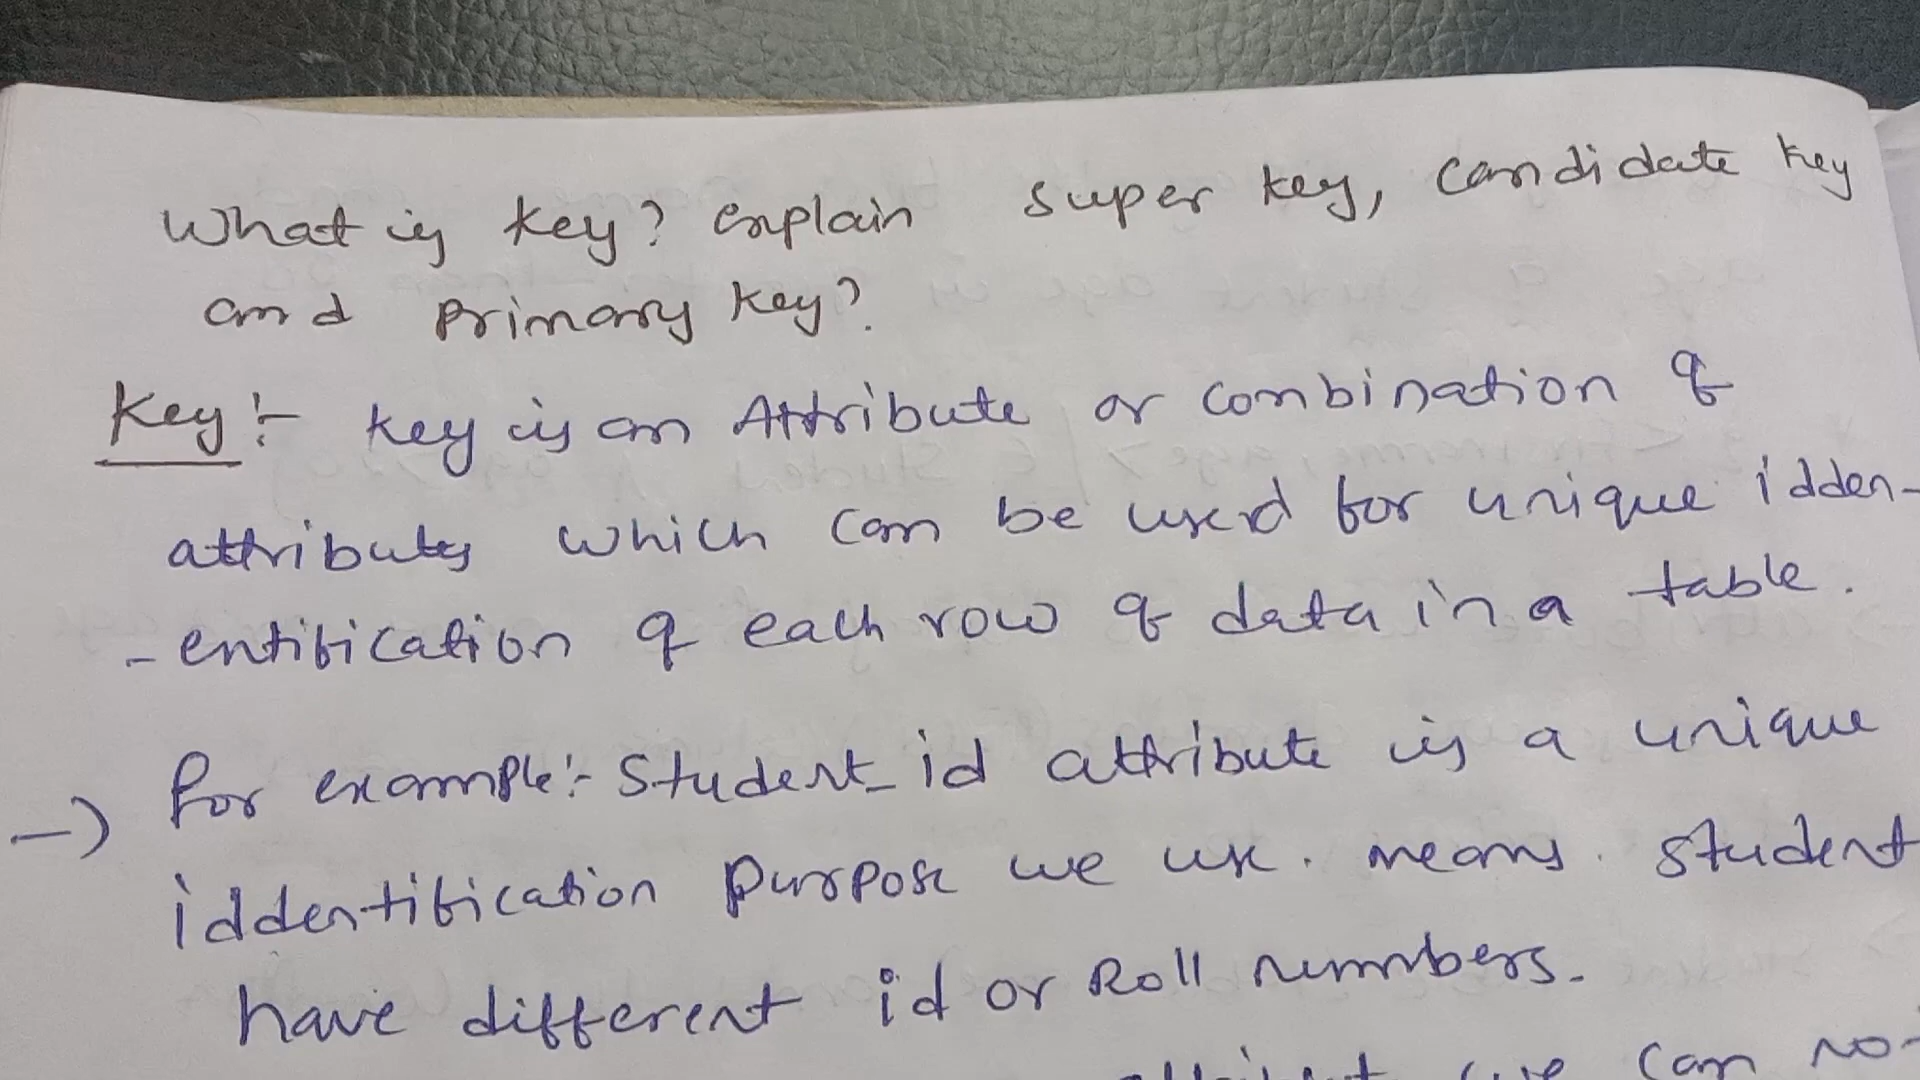 What is key? explain super key, candidate key
and primary key?
Key:- key is an Attribute or combination of
attributes which can be used for unique idden-
-entification of each row of data in a table.
-> for example:- Student_id attribute is a unique
iddentification purpose we use. means. student
have different id or Roll numbers.
can no-